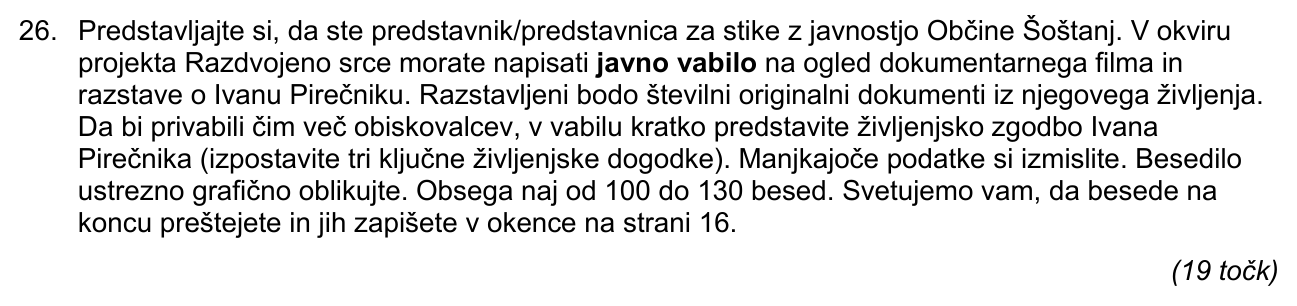 26. Predstavljajte si, da ste predstavnik/predstavnica za stike z javnostjo Občine Šoštanj. V okviru
projekta Razdvojeno srce morate napisati javno vabilo na ogled dokumentarnega filma in
razstave o Ivanu Pirečniku. Razstavljeni bodo številni originalni dokumenti iz njegovega življenja.
Da bi privabili čim več obiskovalcev, v vabilu kratko predstavite življenjsko zgodbo Ivana
Pirečnika (izpostavite tri ključne življenjske dogodke). Manjkajoče podatke si izmislite. Besedilo
ustrezno grafično oblikujte. Obsega naj od 100 do 130 besed. Svetujemo vam, da besede na
koncu preštejete in jih zapišete v okence na strani 16.
(19 točk)